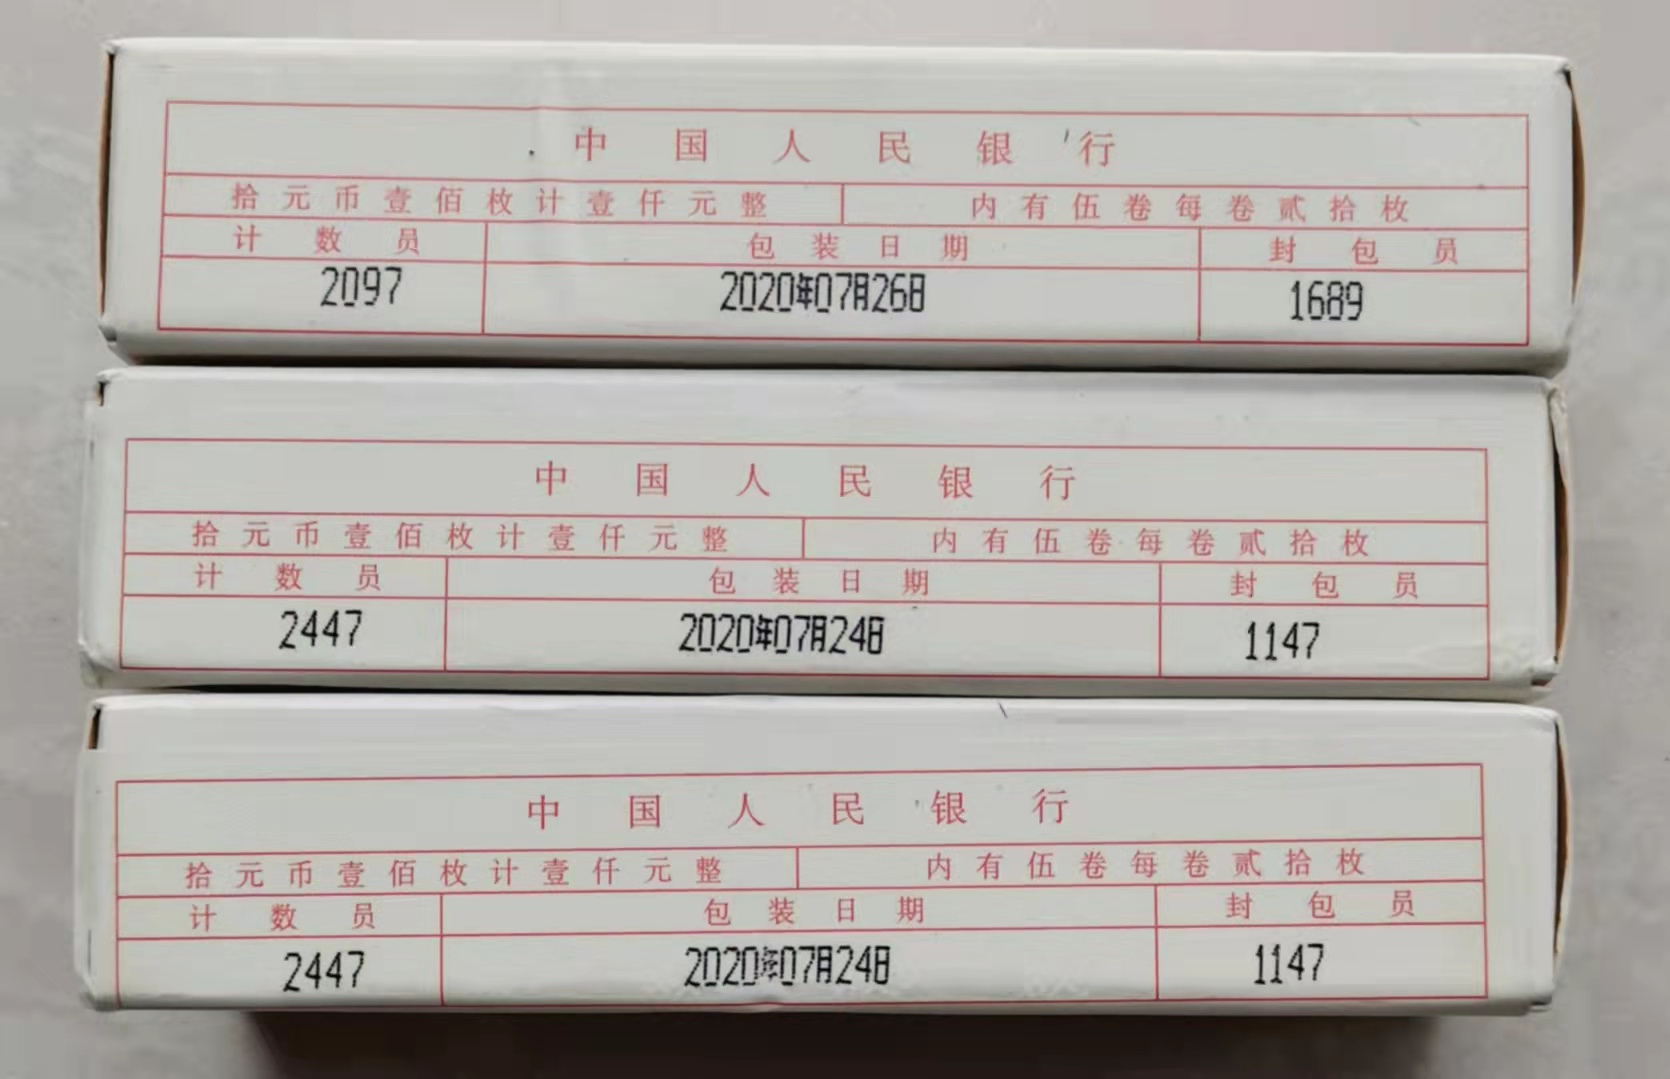 中国人民银行
拾元币壹佰枚计壹仟元整 内有伍卷每卷贰拾枚
计数员 包装日期 封包员
2097 2020年07月26日 1689
中国人民银行
拾元币壹佰枚计壹仟元整 内有伍卷每卷贰拾枚
计数员 包装日期 封包员
2447 2020年07月24日 1147
中国人民银行
拾元币壹佰枚计壹仟元整 内有伍卷每卷贰拾枚
计数员 包装日期 封包员
2447 2020年07月24日 1147